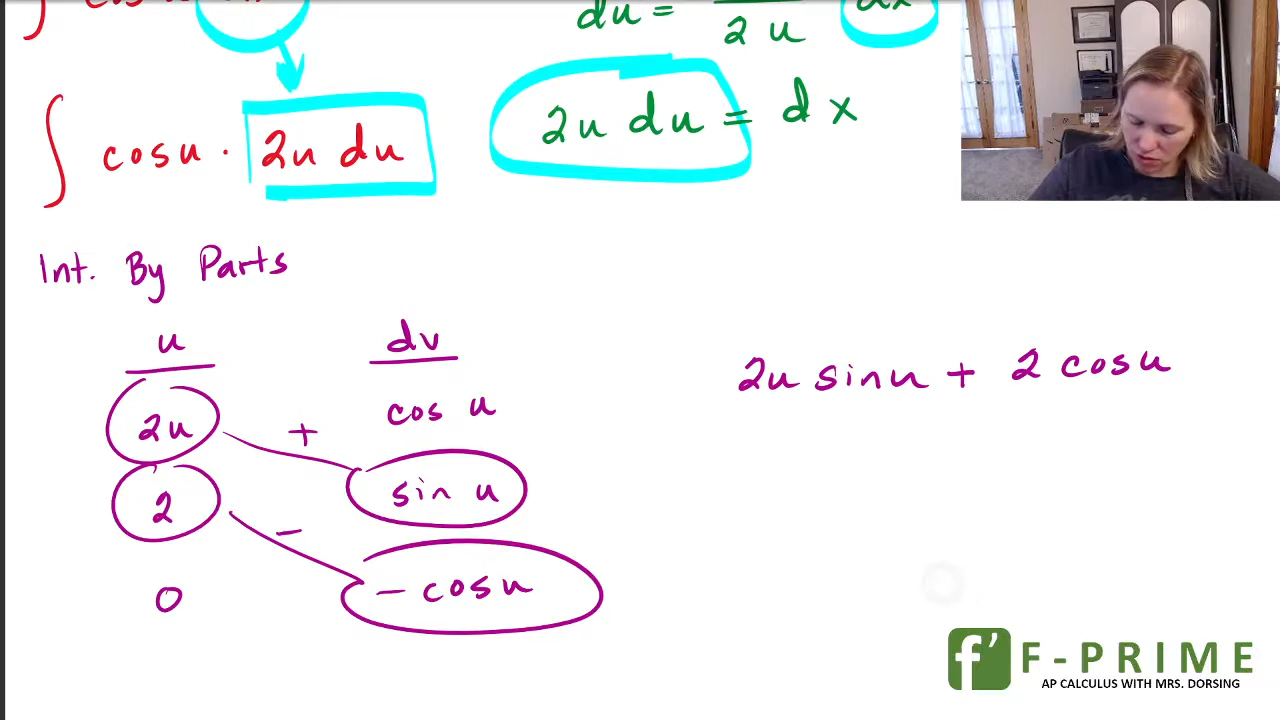 du = 2u dx
∫ cos u · 2u du
2u du = dx
Int. By Parts
u dv
2u + cos u
2 − sin u
0 − cos u
2u sin u + 2 cos u
f' F-PRIME
AP CALCULUS WITH MRS. DORSING